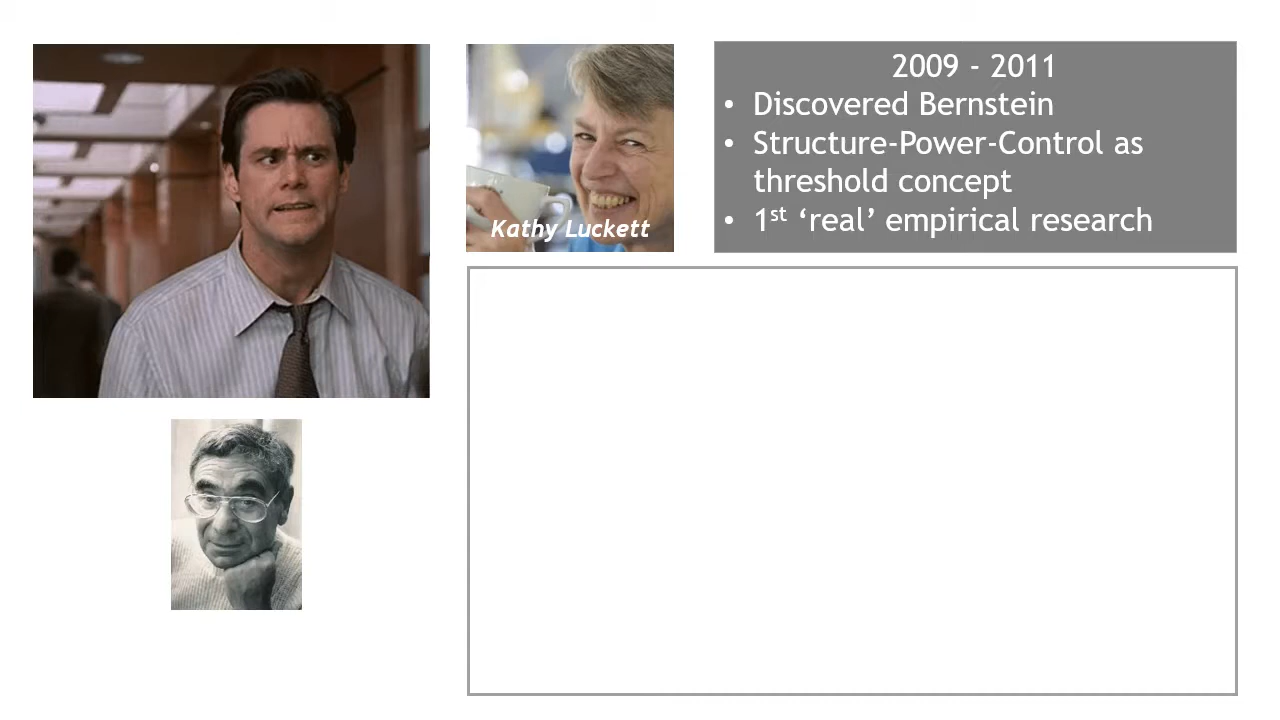 Kathy Luckett
2009 - 2011
• Discovered Bernstein
• Structure-Power-Control as
threshold concept
• 1st ‘real’ empirical research